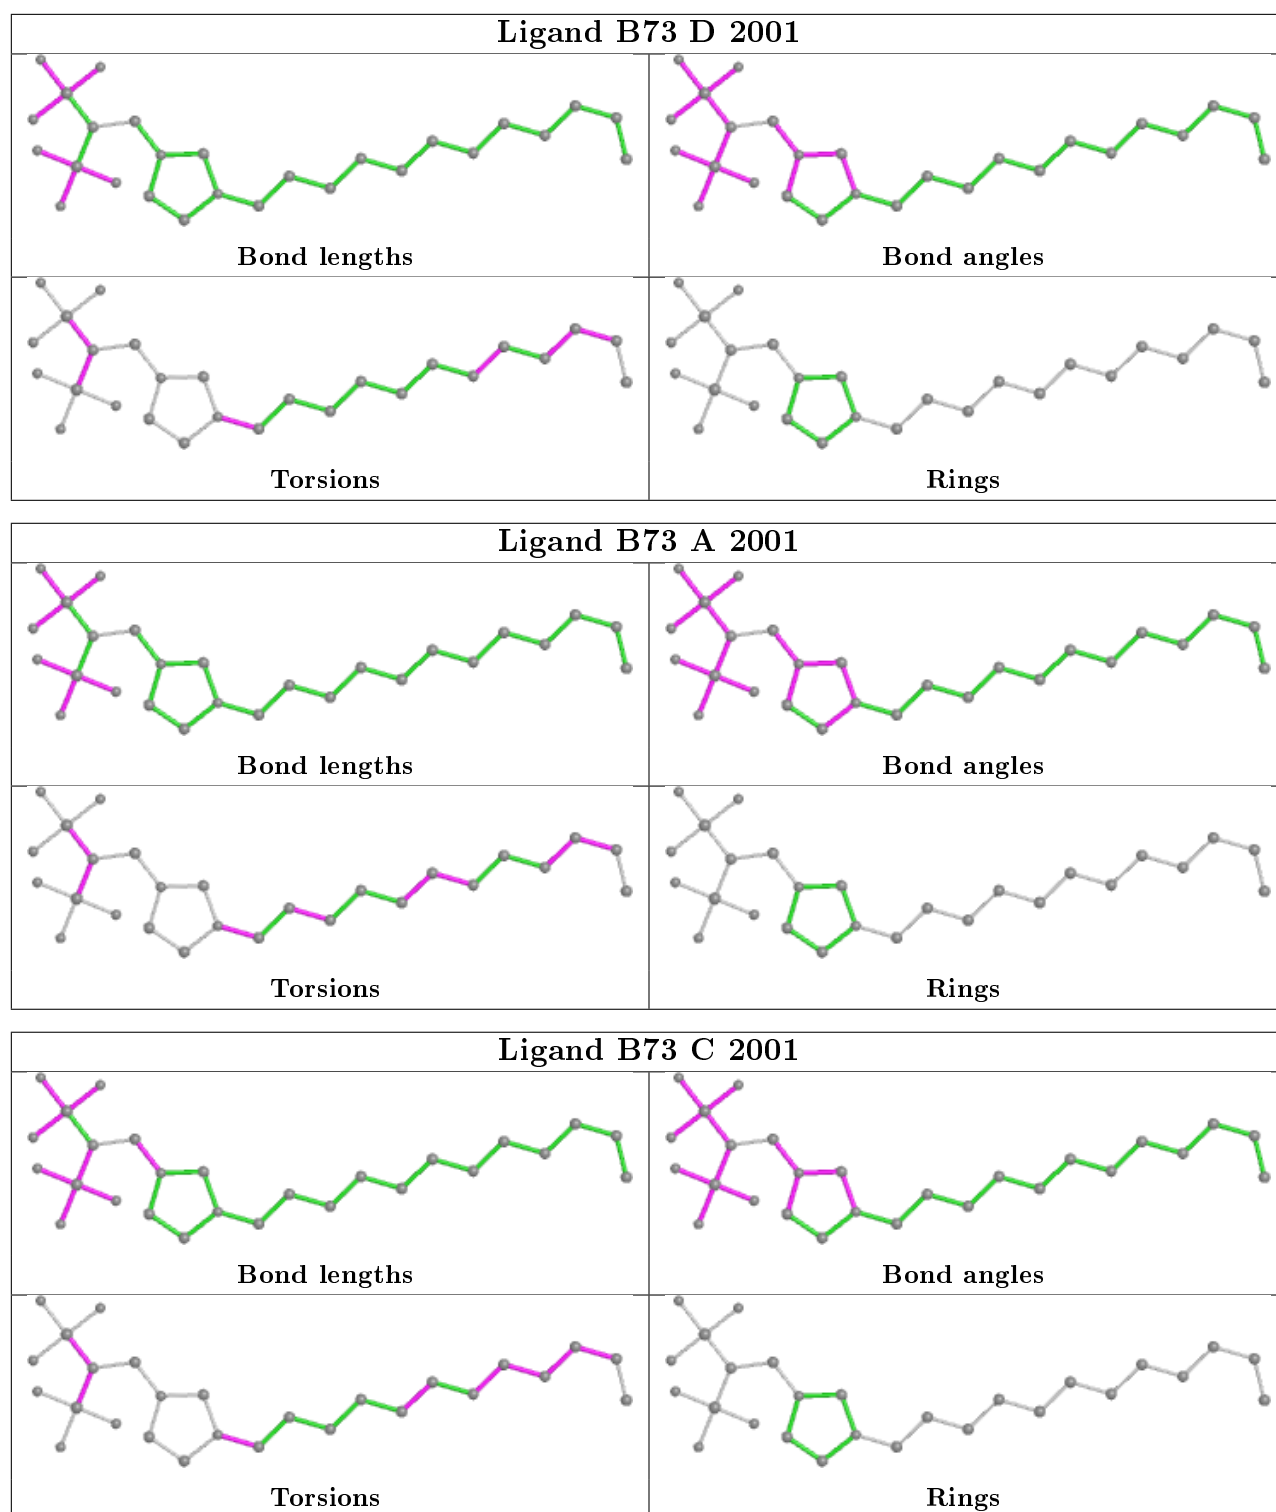 Ligand B73 D 2001
Bond lengths
Bond angles
Torsions
Rings
Ligand B73 A 2001
Bond lengths
Bond angles
Torsions
Rings
Ligand B73 C 2001
Bond lengths
Bond angles
Torsions
Rings